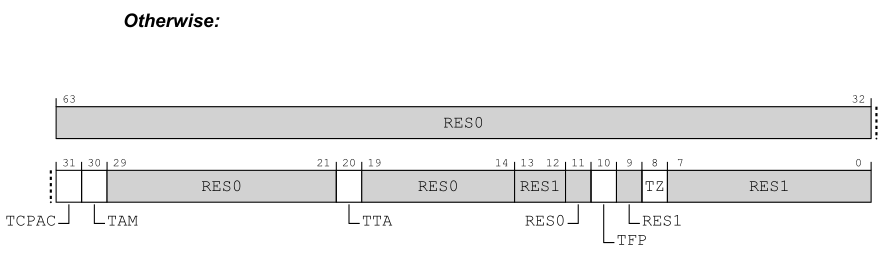 Otherwise:
63 32
RES0
31 30 29 21 20 19 14 13 12 11 10 9 8 7 0
RES0 RES0 RES1 TZ RES1
TCPAC TAM TTA RES0 RES1
TFP